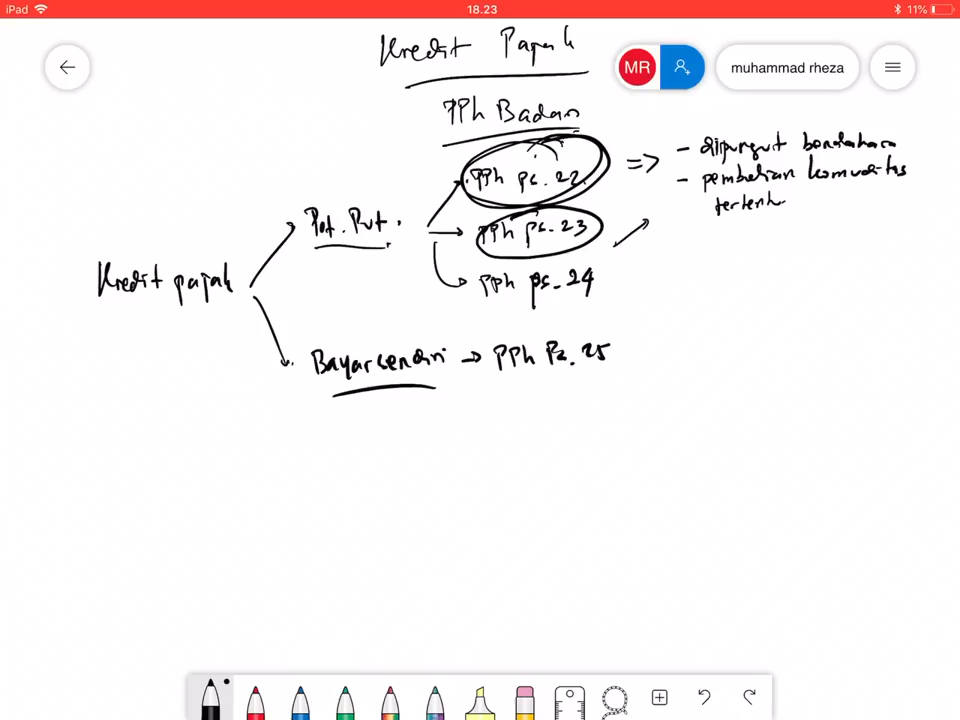 iPad 18.23 11%
Kredit Pajak
MR muhammad rheza
PPh Badan
PPh ps. 22 => - dipungut bendahara
- pembelian komoditas
tertentu
Pot. Put.
PPh ps. 23
Kredit pajak
PPh ps. 24
Bayar sendiri → PPh Ps. 25